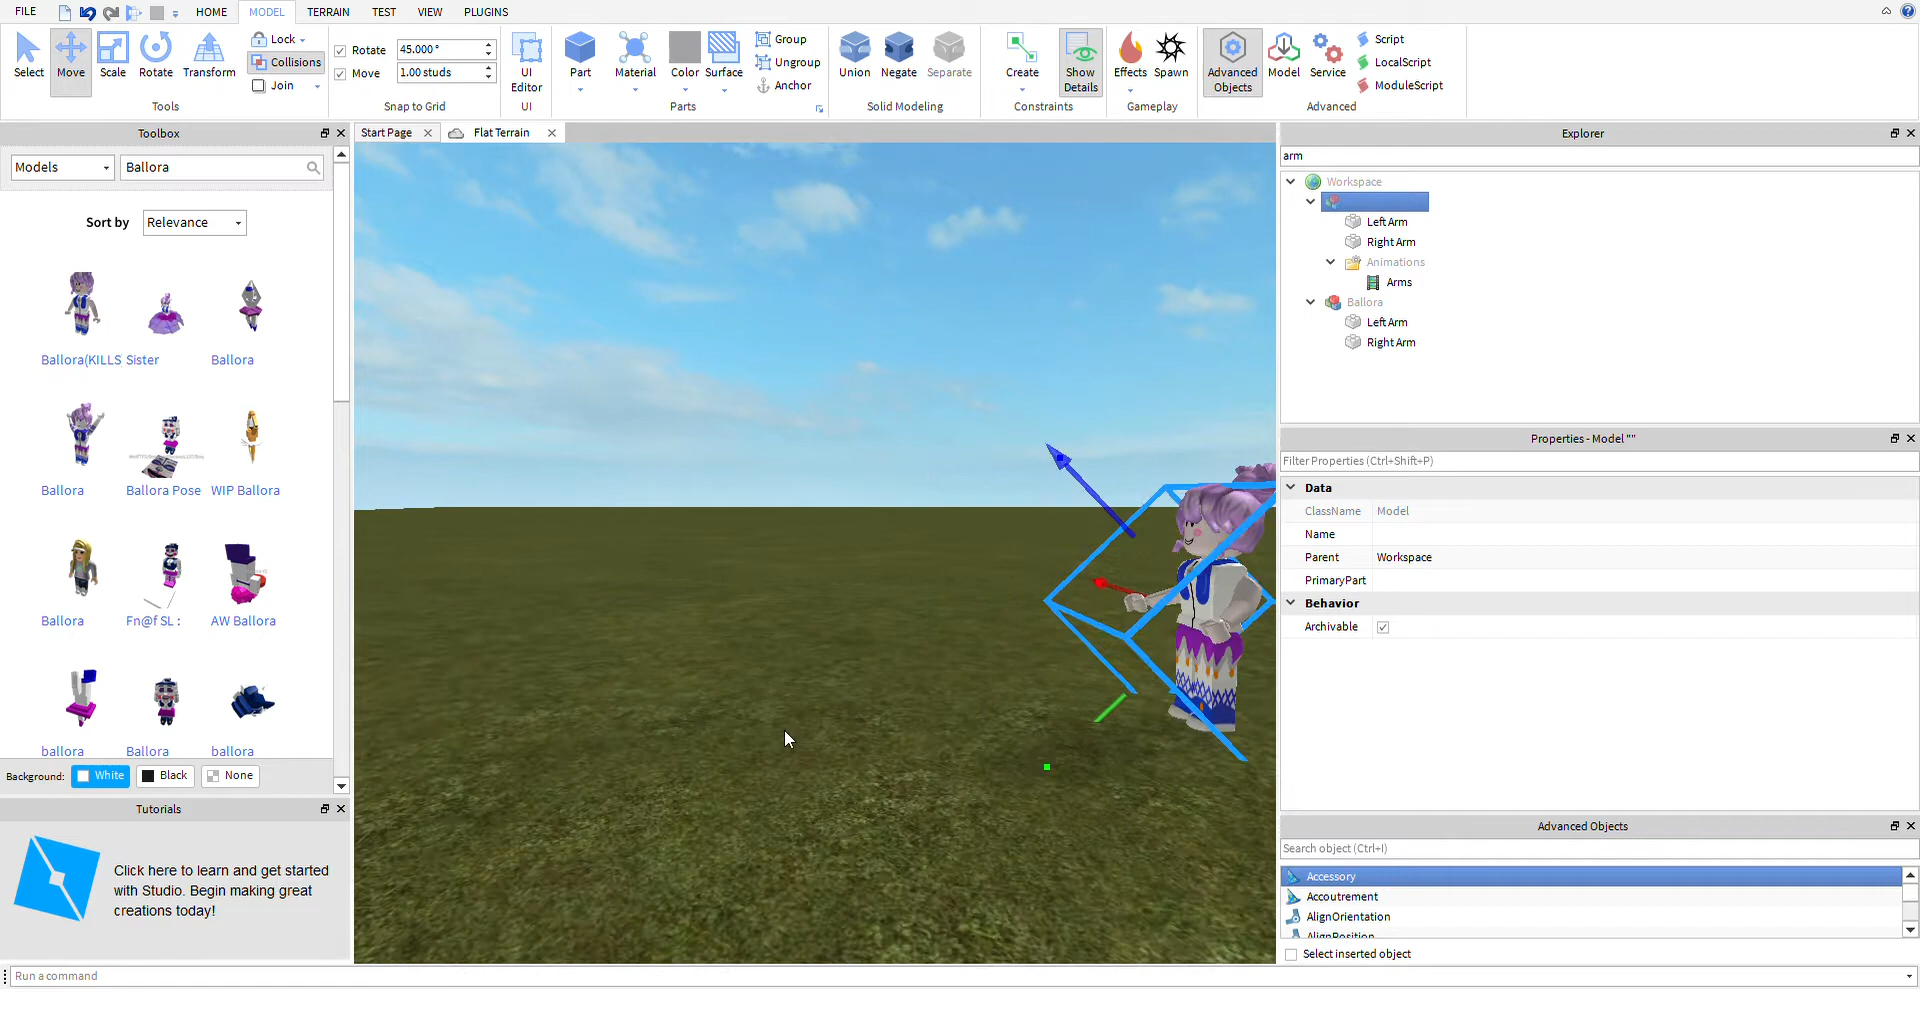 FILE
HOME
MODEL
TERRAIN
TEST
VIEW
PLUGINS
Select
Move
Scale
Rotate
Transform
Lock
Collisions
Join
Tools
Rotate 45.000 °
Move 1.00 studs
Snap to Grid
UI
Editor
UI
Part
Material
Color
Surface
Group
Ungroup
Anchor
Parts
Union
Negate
Separate
Solid Modeling
Create
Show
Details
Constraints
Effects
Spawn
Gameplay
Advanced
Objects
Model
Service
Script
LocalScript
ModuleScript
Advanced
Toolbox
Models
Ballora
Sort by Relevance
Ballora(KILLS Sister Ballora
Ballora Ballora Pose WIP Ballora
Ballora Fn@f SL : AW Ballora
ballora Ballora ballora
Background: White Black None
Tutorials
Click here to learn and get started
with Studio. Begin making great
creations today!
Run a command
Start Page
Flat Terrain
Explorer
arm
Workspace
Left Arm
Right Arm
Animations
Arms
Ballora
Left Arm
Right Arm
Properties - Model ""
Filter Properties (Ctrl+Shift+P)
Data
ClassName Model
Name
Parent Workspace
PrimaryPart
Behavior
Archivable
Advanced Objects
Search object (Ctrl+I)
Accessory
Accoutrement
AlignOrientation
AlignPosition
Select inserted object